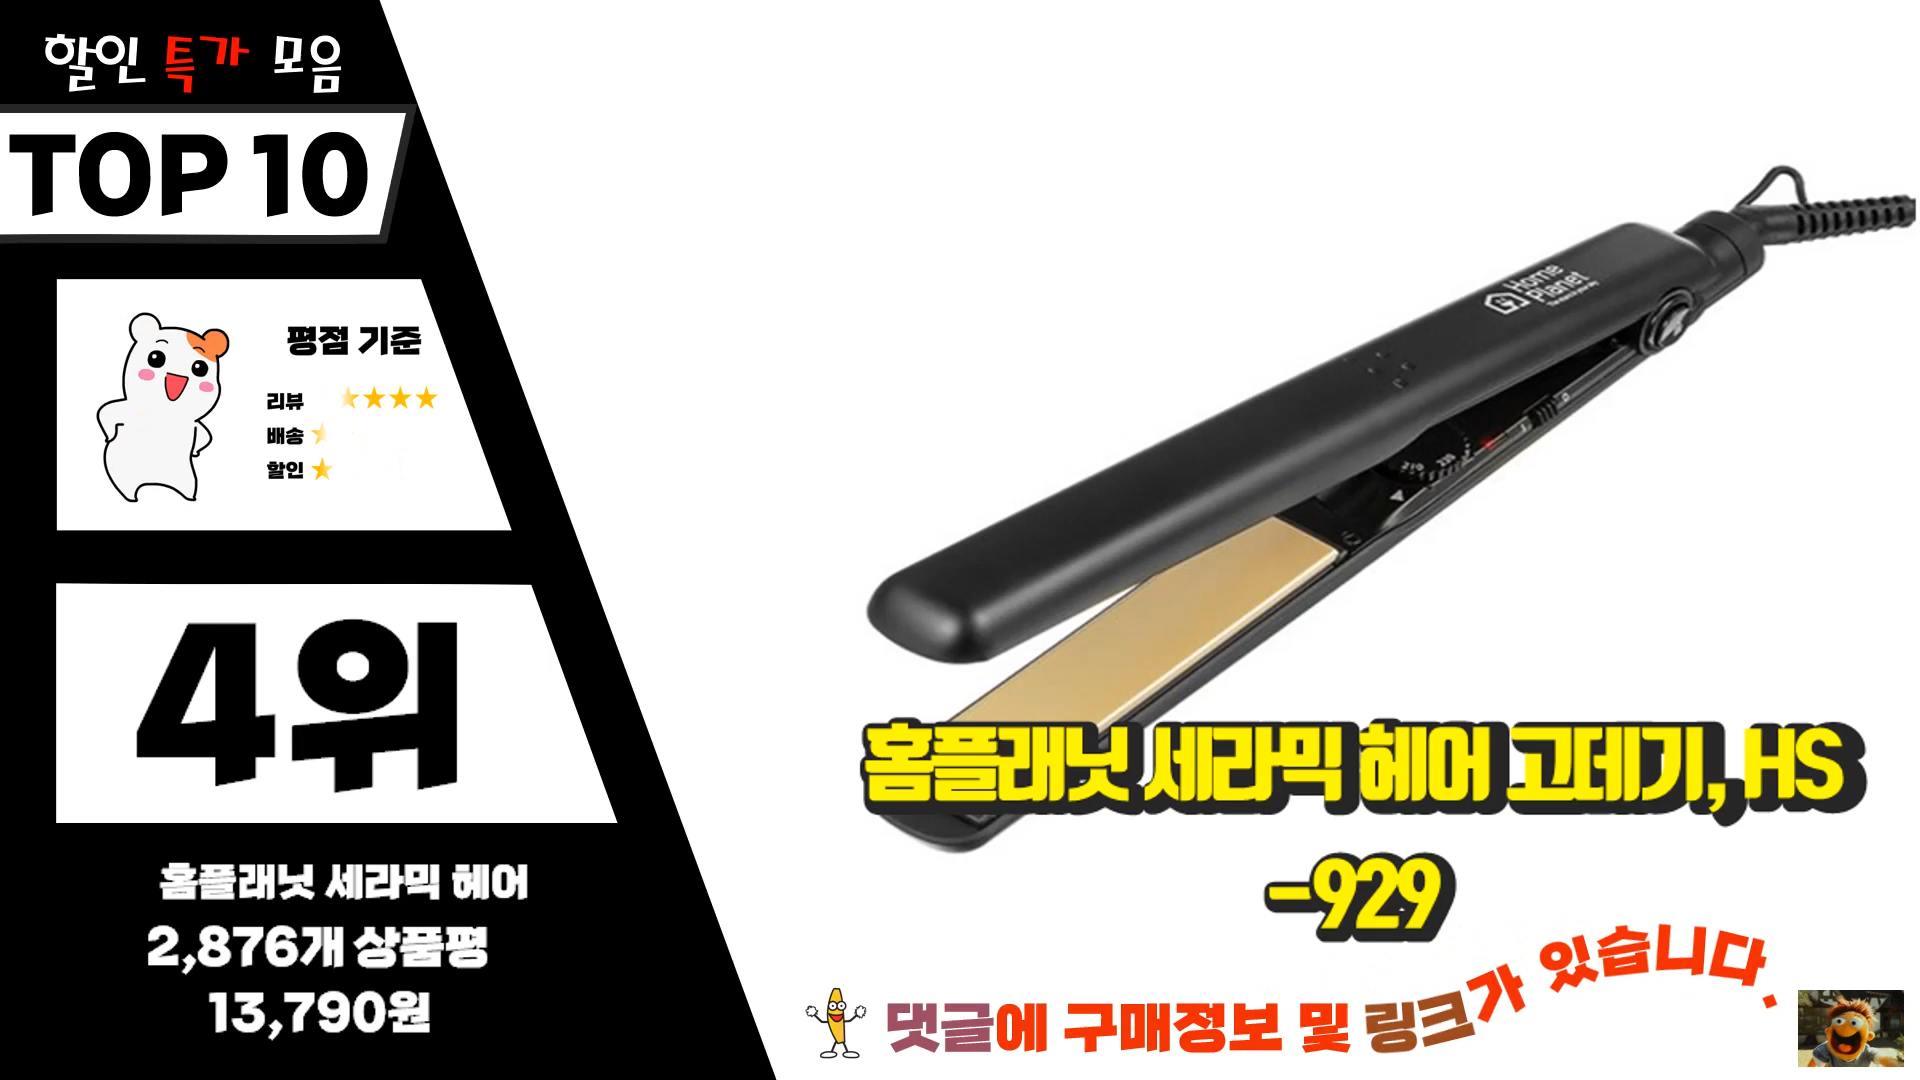 할인 특가 모음
TOP 10
평점 기준
리뷰
배송
할인
4위
홈플래닛 세라믹 헤어
2,876개 상품평
13,790원
Home
Planet
210 230
홈플래닛 세라믹 헤어 고데기, HS
-929
댓글에 구매정보 및 링크가 있습니다.